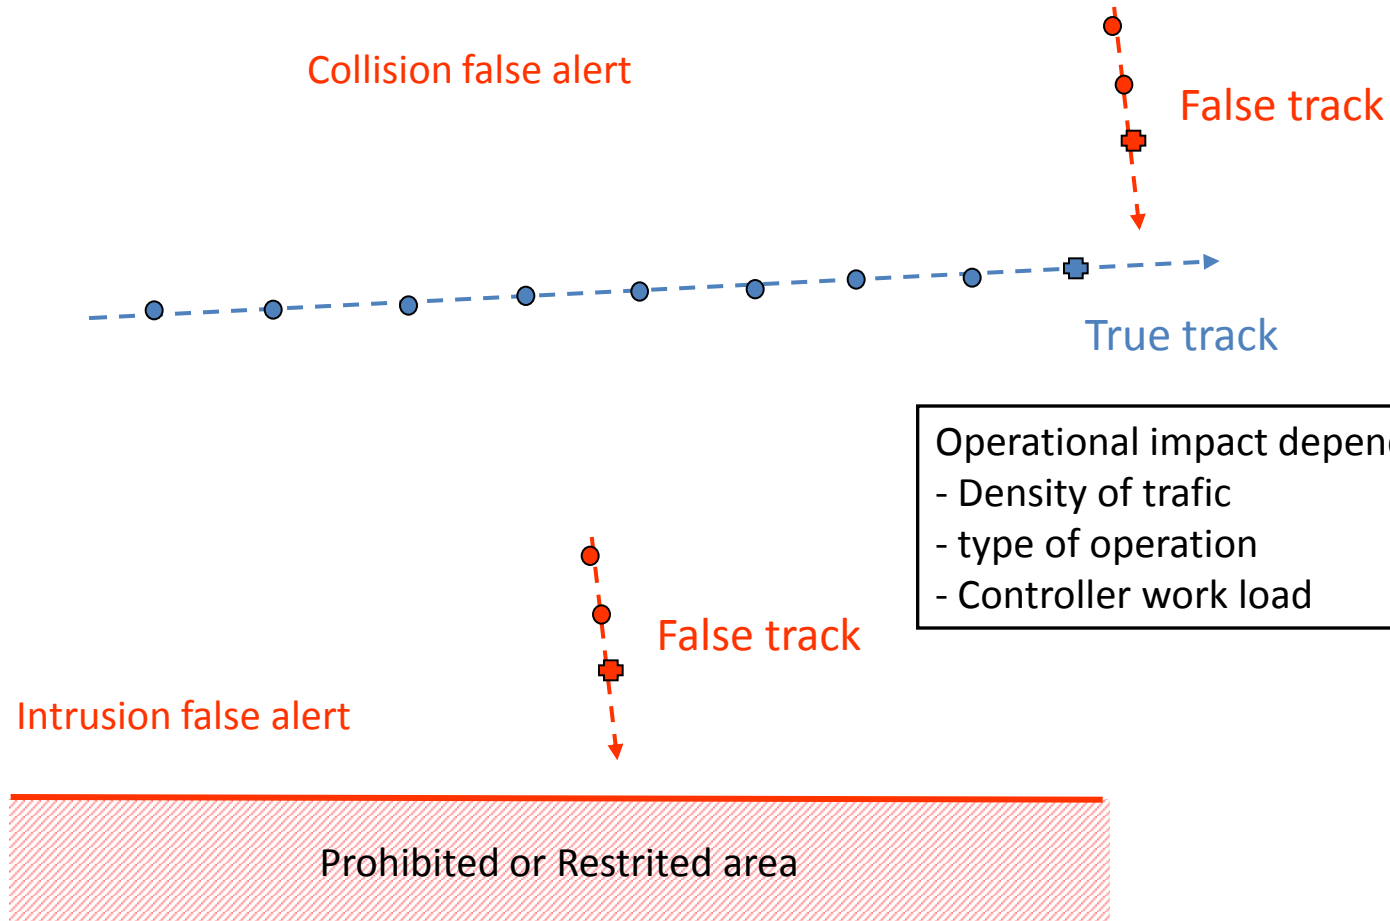 Collision false alert
False track
True track
Operational impact depen
- Density of trafic
- type of operation
- Controller work load
False track
Intrusion false alert
Prohibited or Restrited area